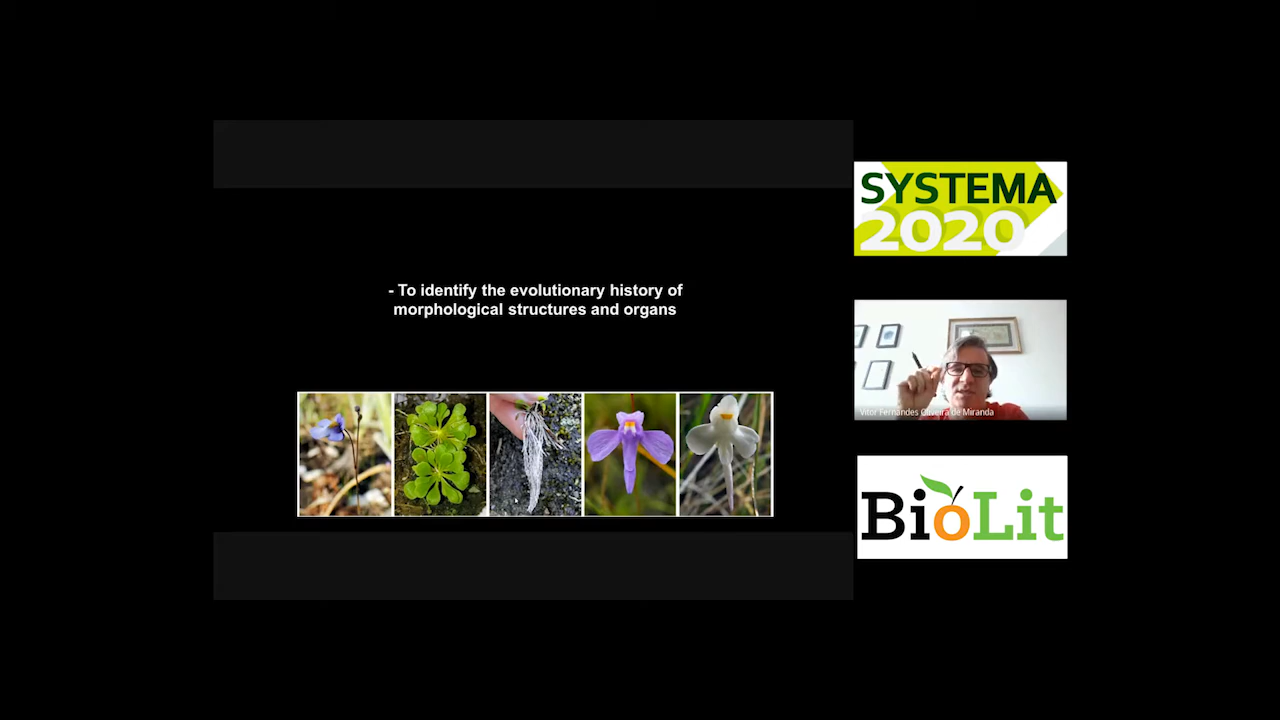 - To identify the evolutionary history of
morphological structures and organs
SYSTEMA
2020
Vitor Fernandes Oliveira de Miranda
BioLit